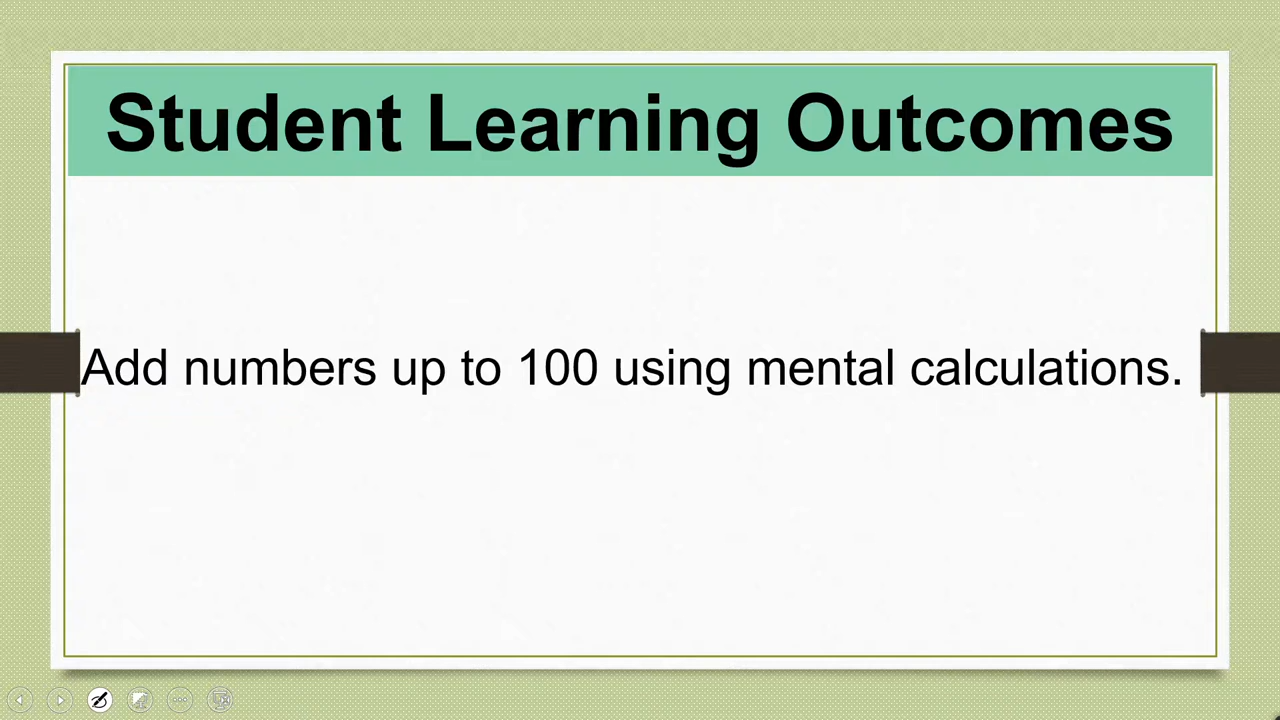 Student Learning Outcomes
Add numbers up to 100 using mental calculations.